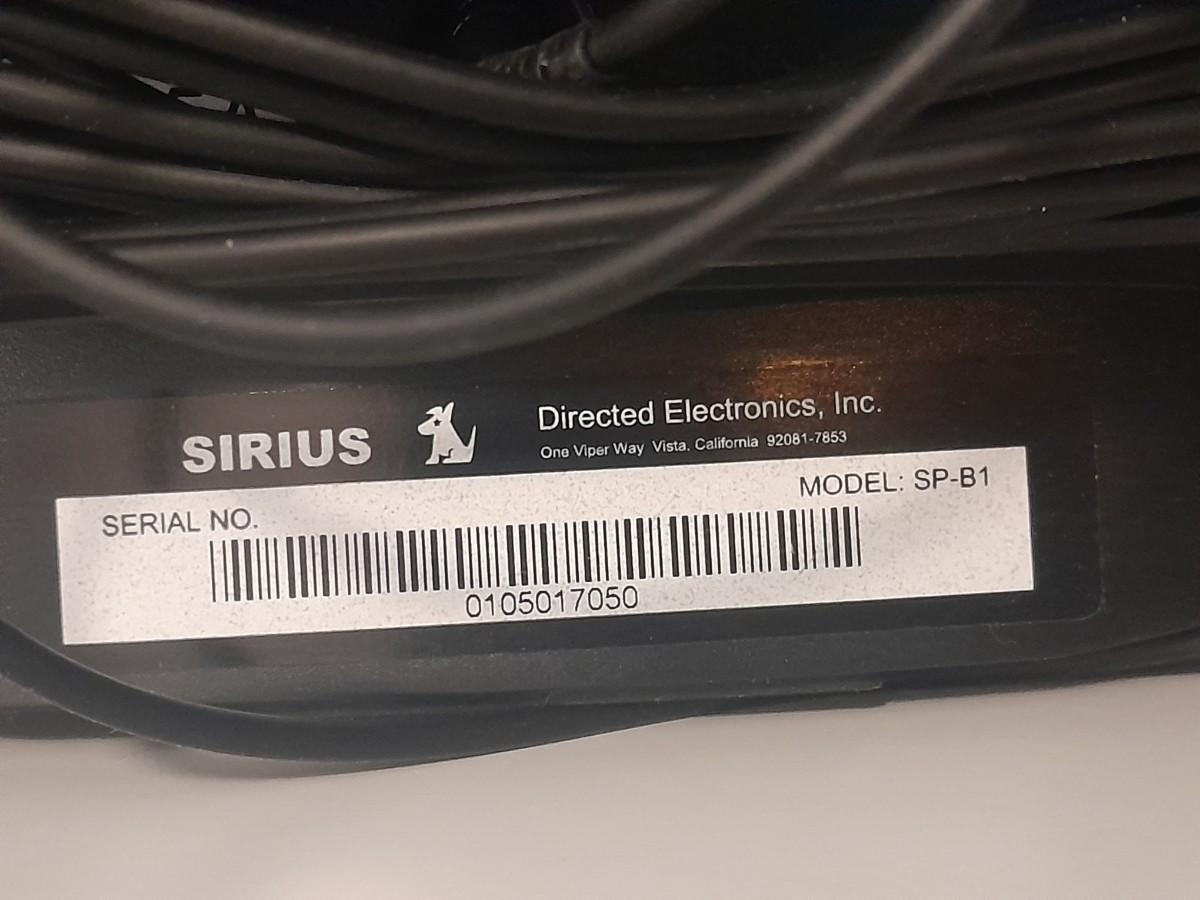 SIRIUS
Directed Electronics, Inc.
One Viper Way Vista, California 92081-7853
MODEL: SP-B1
SERIAL NO.
0105017050